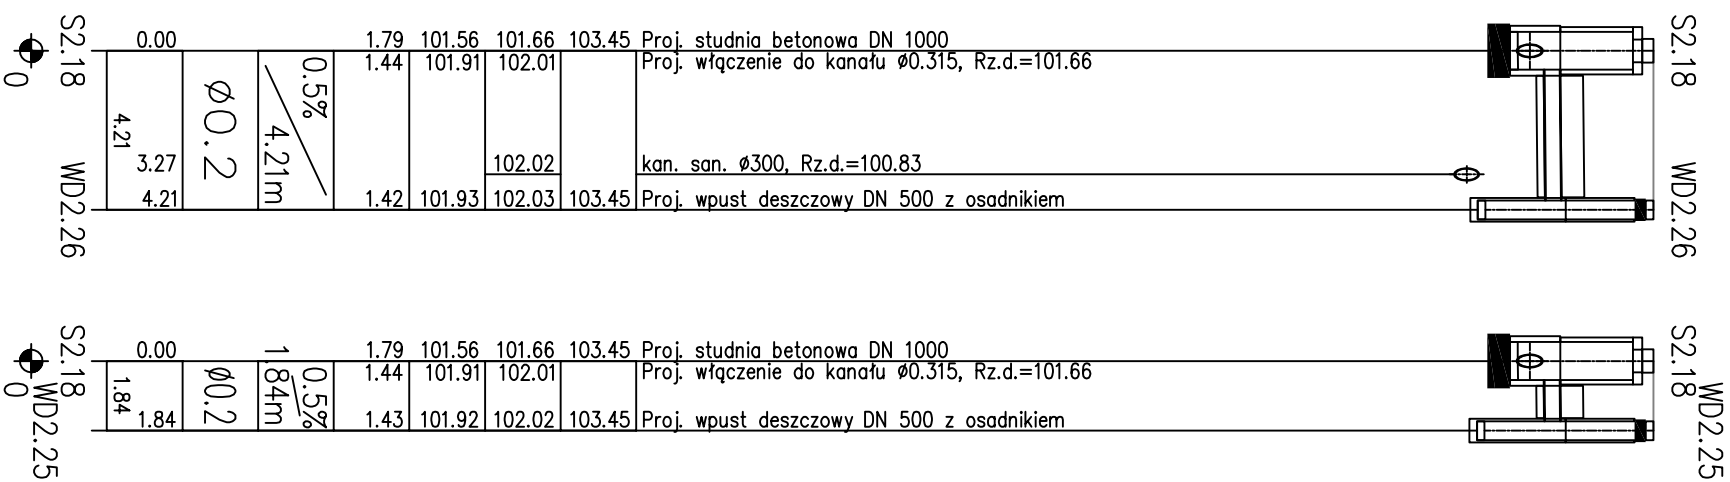 S2.18
0.00
1.79 101.56 101.66 103.45 Proj. studnia betonowa DN 1000
1.44 101.91 102.01 Proj. włączenie do kanału ø0.315, Rz.d.=101.66
S2.18
0
0.5%
ø0.2
4.21m
4.21
3.27
102.02 kan. san. ø300, Rz.d.=100.83
WD2.26
4.21
1.42 101.93 102.03 103.45 Proj. wpust deszczowy DN 500 z osadnikiem
WD2.26
S2.18
0.00
1.79 101.56 101.66 103.45 Proj. studnia betonowa DN 1000
1.44 101.91 102.01 Proj. włączenie do kanału ø0.315, Rz.d.=101.66
S2.18
0
0.5%
ø0.2
1.84m
1.84
1.84
1.43 101.92 102.02 103.45 Proj. wpust deszczowy DN 500 z osadnikiem
WD2.25
WD2.25